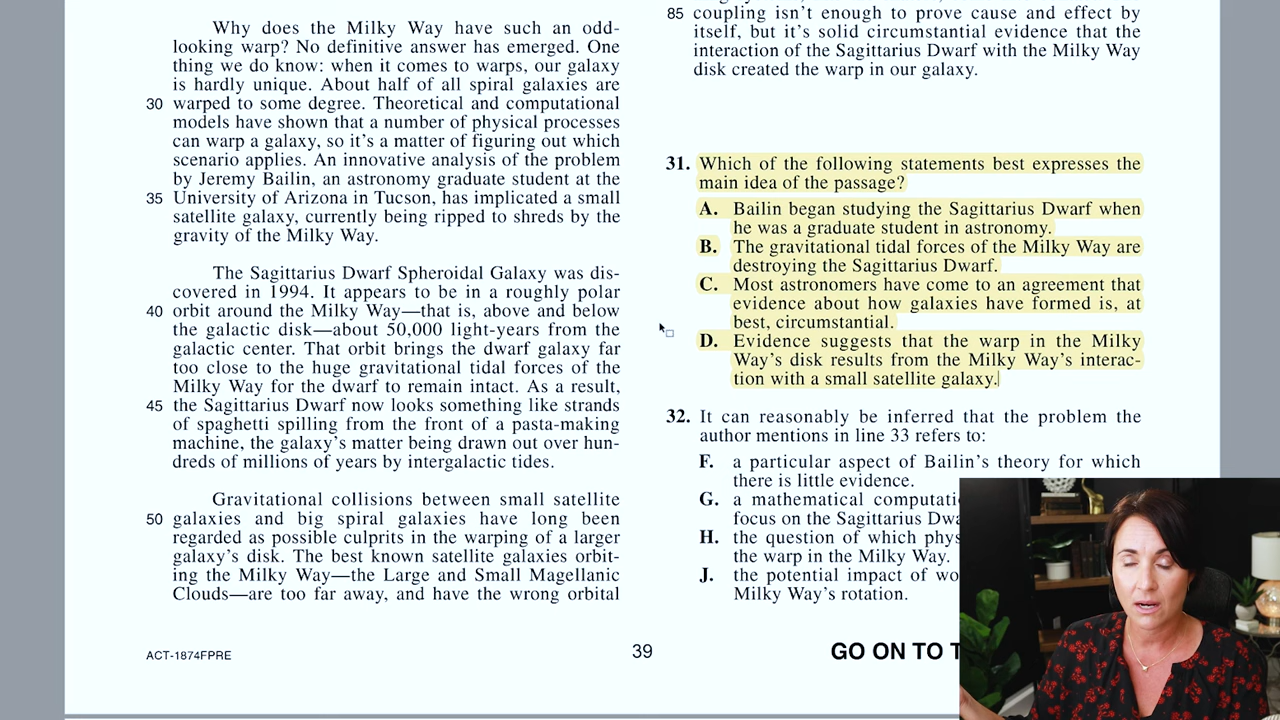 Why does the Milky Way have such an odd-
looking warp? No definitive answer has emerged. One
thing we do know: when it comes to warps, our galaxy
is hardly unique. About half of all spiral galaxies are
30 warped to some degree. Theoretical and computational
models have shown that a number of physical processes
can warp a galaxy, so it's a matter of figuring out which
scenario applies. An innovative analysis of the problem
by Jeremy Bailin, an astronomy graduate student at the
35 University of Arizona in Tucson, has implicated a small
satellite galaxy, currently being ripped to shreds by the
gravity of the Milky Way.
The Sagittarius Dwarf Spheroidal Galaxy was dis-
covered in 1994. It appears to be in a roughly polar
40 orbit around the Milky Way—that is, above and below
the galactic disk—about 50,000 light-years from the
galactic center. That orbit brings the dwarf galaxy far
too close to the huge gravitational tidal forces of the
Milky Way for the dwarf to remain intact. As a result,
45 the Sagittarius Dwarf now looks something like strands
of spaghetti spilling from the front of a pasta-making
machine, the galaxy's matter being drawn out over hun-
dreds of millions of years by intergalactic tides.
Gravitational collisions between small satellite
50 galaxies and big spiral galaxies have long been
regarded as possible culprits in the warping of a larger
galaxy's disk. The best known satellite galaxies orbit-
ing the Milky Way—the Large and Small Magellanic
Clouds—are too far away, and have the wrong orbital
85 coupling isn't enough to prove cause and effect by
itself, but it's solid circumstantial evidence that the
interaction of the Sagittarius Dwarf with the Milky Way
disk created the warp in our galaxy.
31. Which of the following statements best expresses the
main idea of the passage?
A. Bailin began studying the Sagittarius Dwarf when
he was a graduate student in astronomy.
B. The gravitational tidal forces of the Milky Way are
destroying the Sagittarius Dwarf.
C. Most astronomers have come to an agreement that
evidence about how galaxies have formed is, at
best, circumstantial.
D. Evidence suggests that the warp in the Milky
Way's disk results from the Milky Way's interac-
tion with a small satellite galaxy.
32. It can reasonably be inferred that the problem the
author mentions in line 33 refers to:
F. a particular aspect of Bailin's theory for which
there is little evidence.
G. a mathematical
focus on the Sagittarius
H. the question of which
the warp in the Milky Way.
J. the potential impact of
Milky Way's rotation.
ACT-1874FPRE
39
GO ON TO